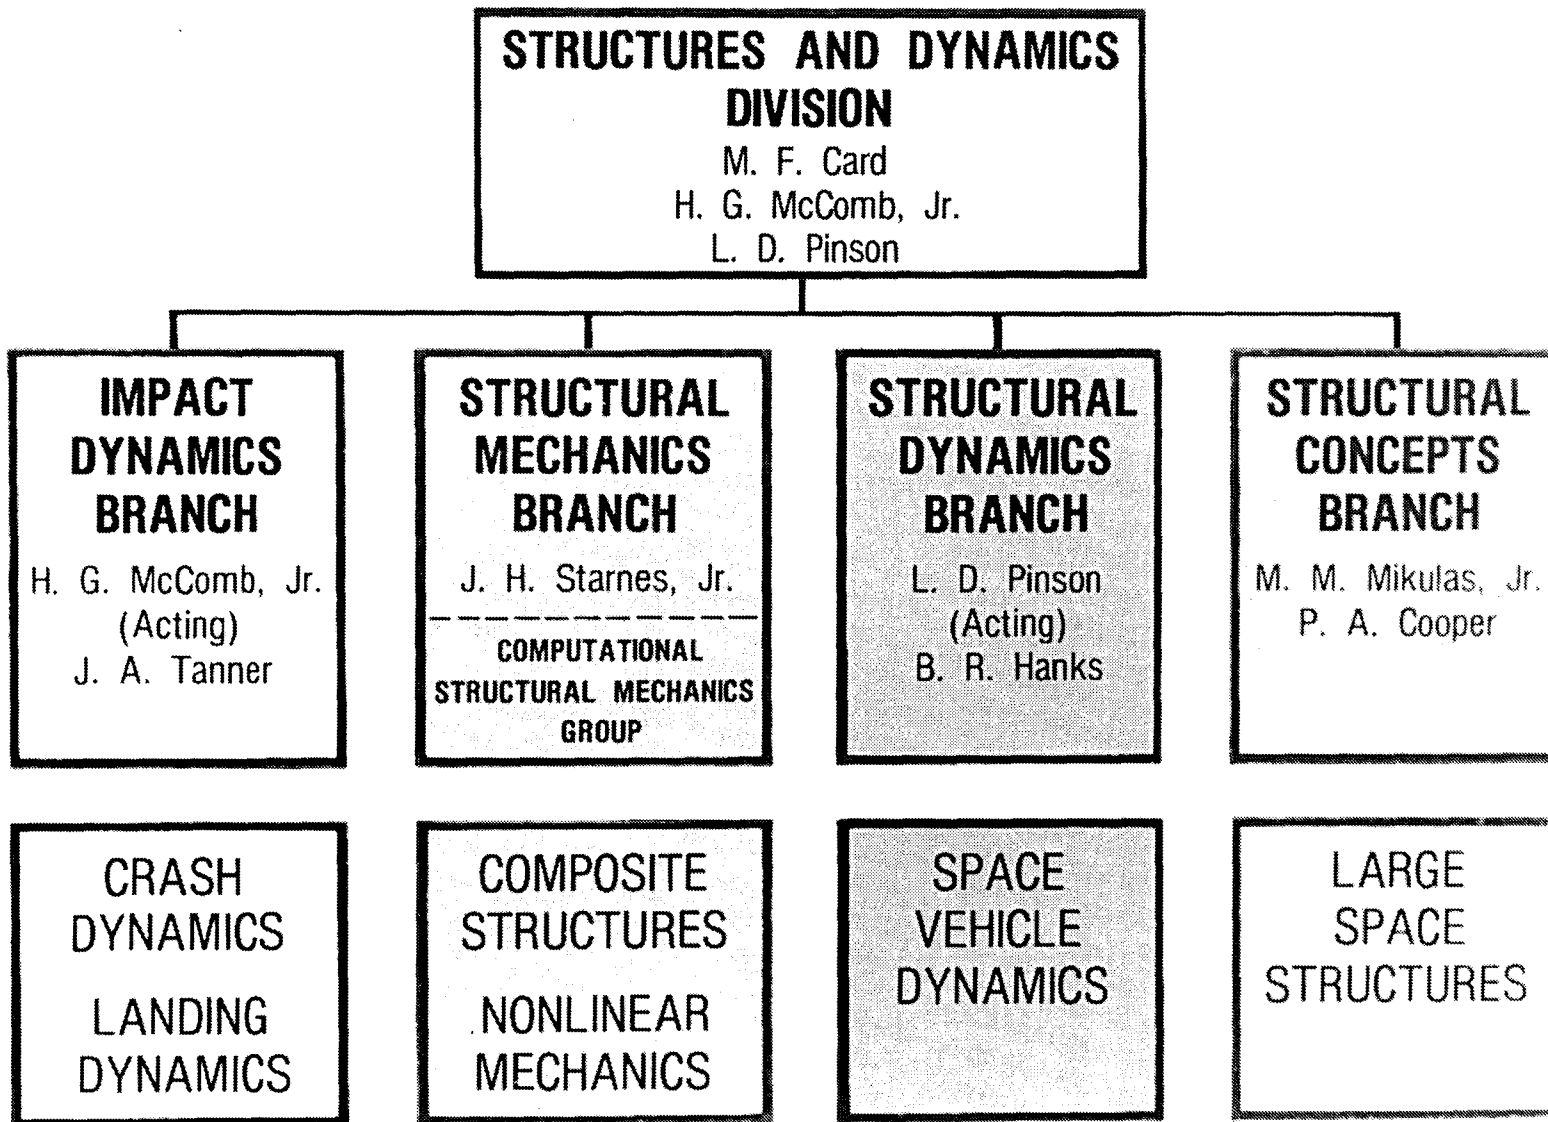 STRUCTURES AND DYNAMICS
DIVISION
M. F. Card
H. G. McComb, Jr.
L. D. Pinson
IMPACT
DYNAMICS
BRANCH
H. G. McComb, Jr.
(Acting)
J. A. Tanner
STRUCTURAL
MECHANICS
BRANCH
J. H. Starnes, Jr.
COMPUTATIONAL
STRUCTURAL MECHANICS
GROUP
STRUCTURAL
DYNAMICS
BRANCH
L. D. Pinson
(Acting)
B. R. Hanks
STRUCTURAL
CONCEPTS
BRANCH
M. M. Mikulas, Jr.
P. A. Cooper
CRASH
DYNAMICS
LANDING
DYNAMICS
COMPOSITE
STRUCTURES
NONLINEAR
MECHANICS
SPACE
VEHICLE
DYNAMICS
LARGE
SPACE
STRUCTURES